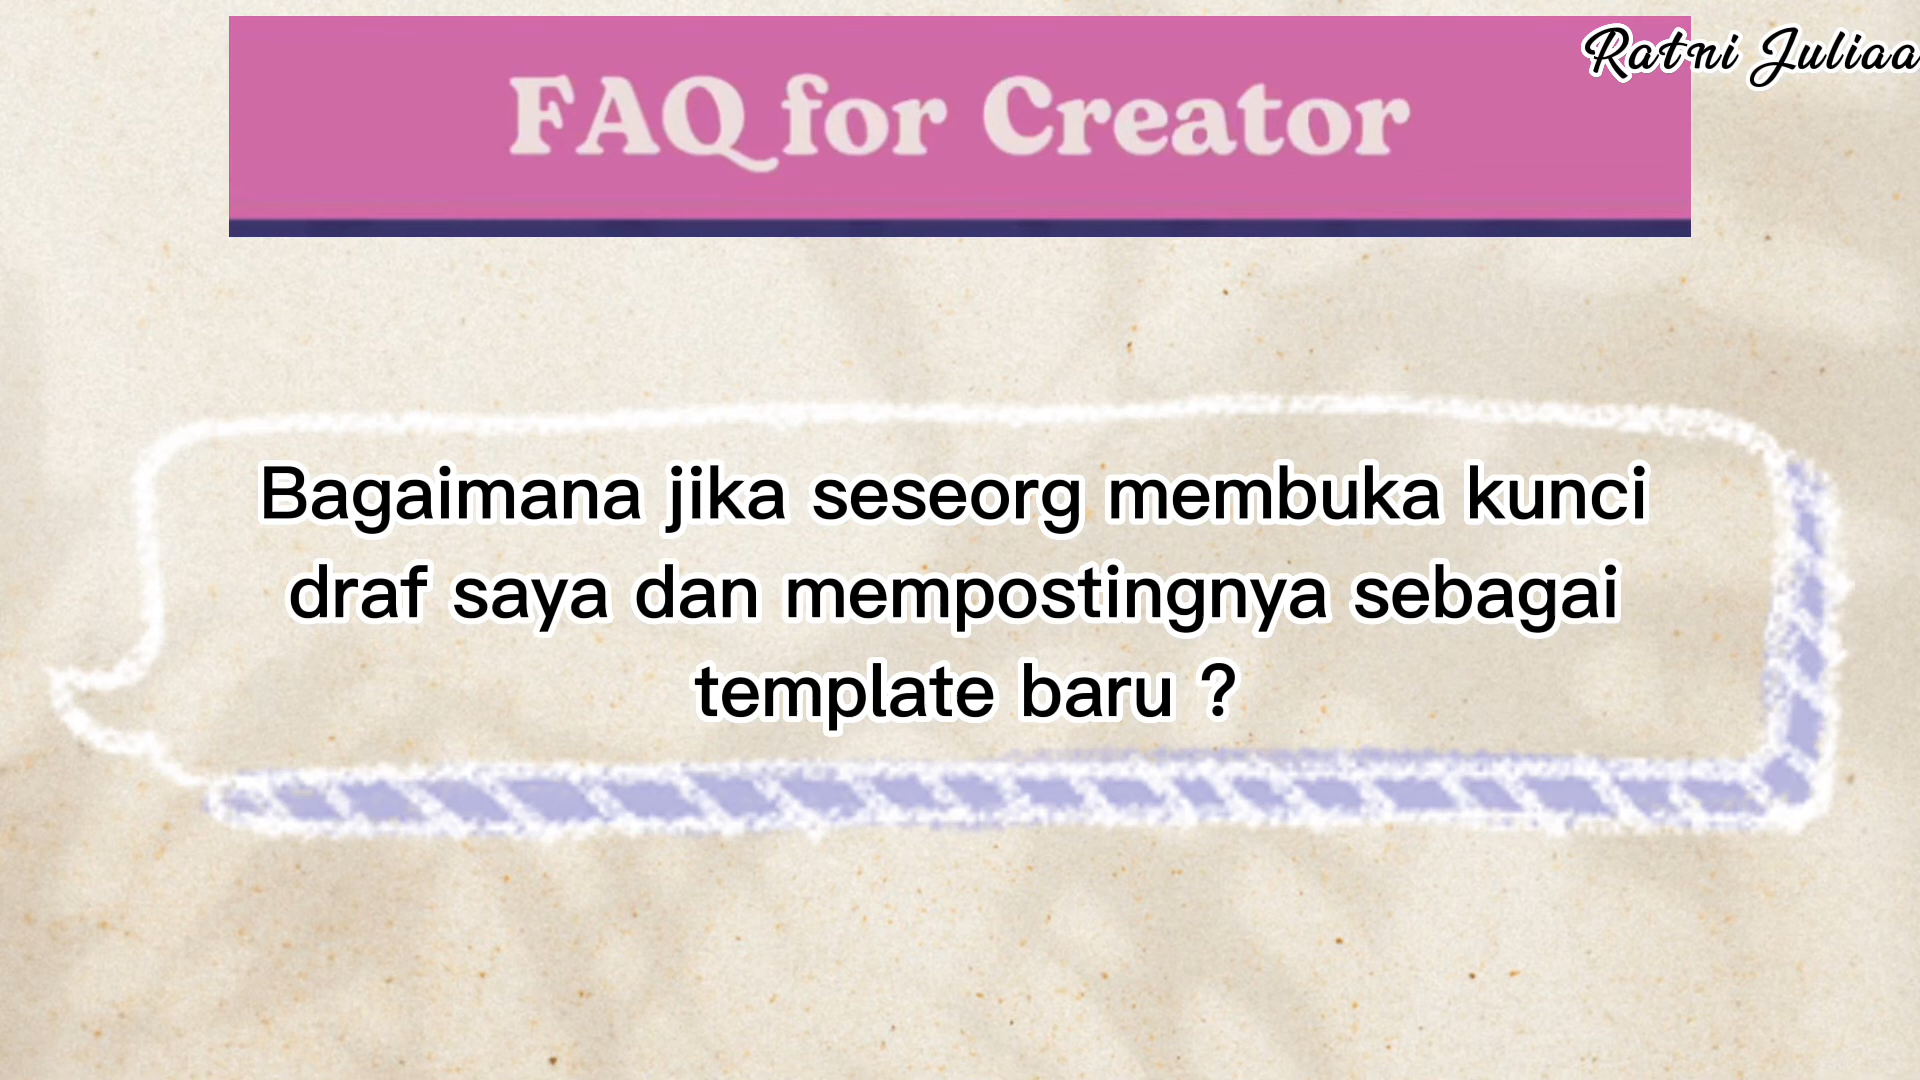 Ratni Juliaa
FAQ for Creator
Bagaimana jika seseorg membuka kunci
draf saya dan mempostingnya sebagai
template baru ?